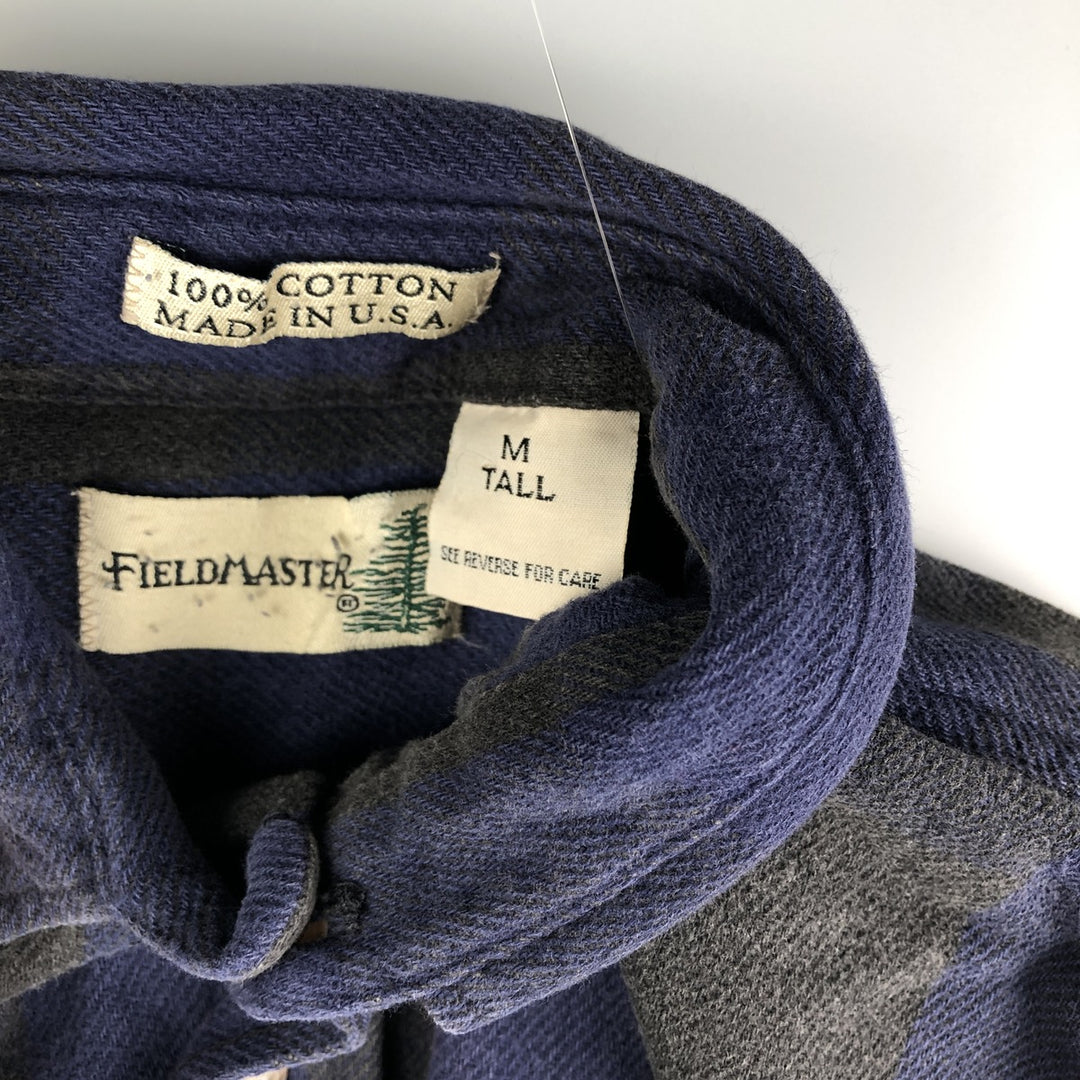 100% COTTON
MADE IN U.S.A.
M
TALL
SEE REVERSE FOR CARE
FIELDMASTER
®